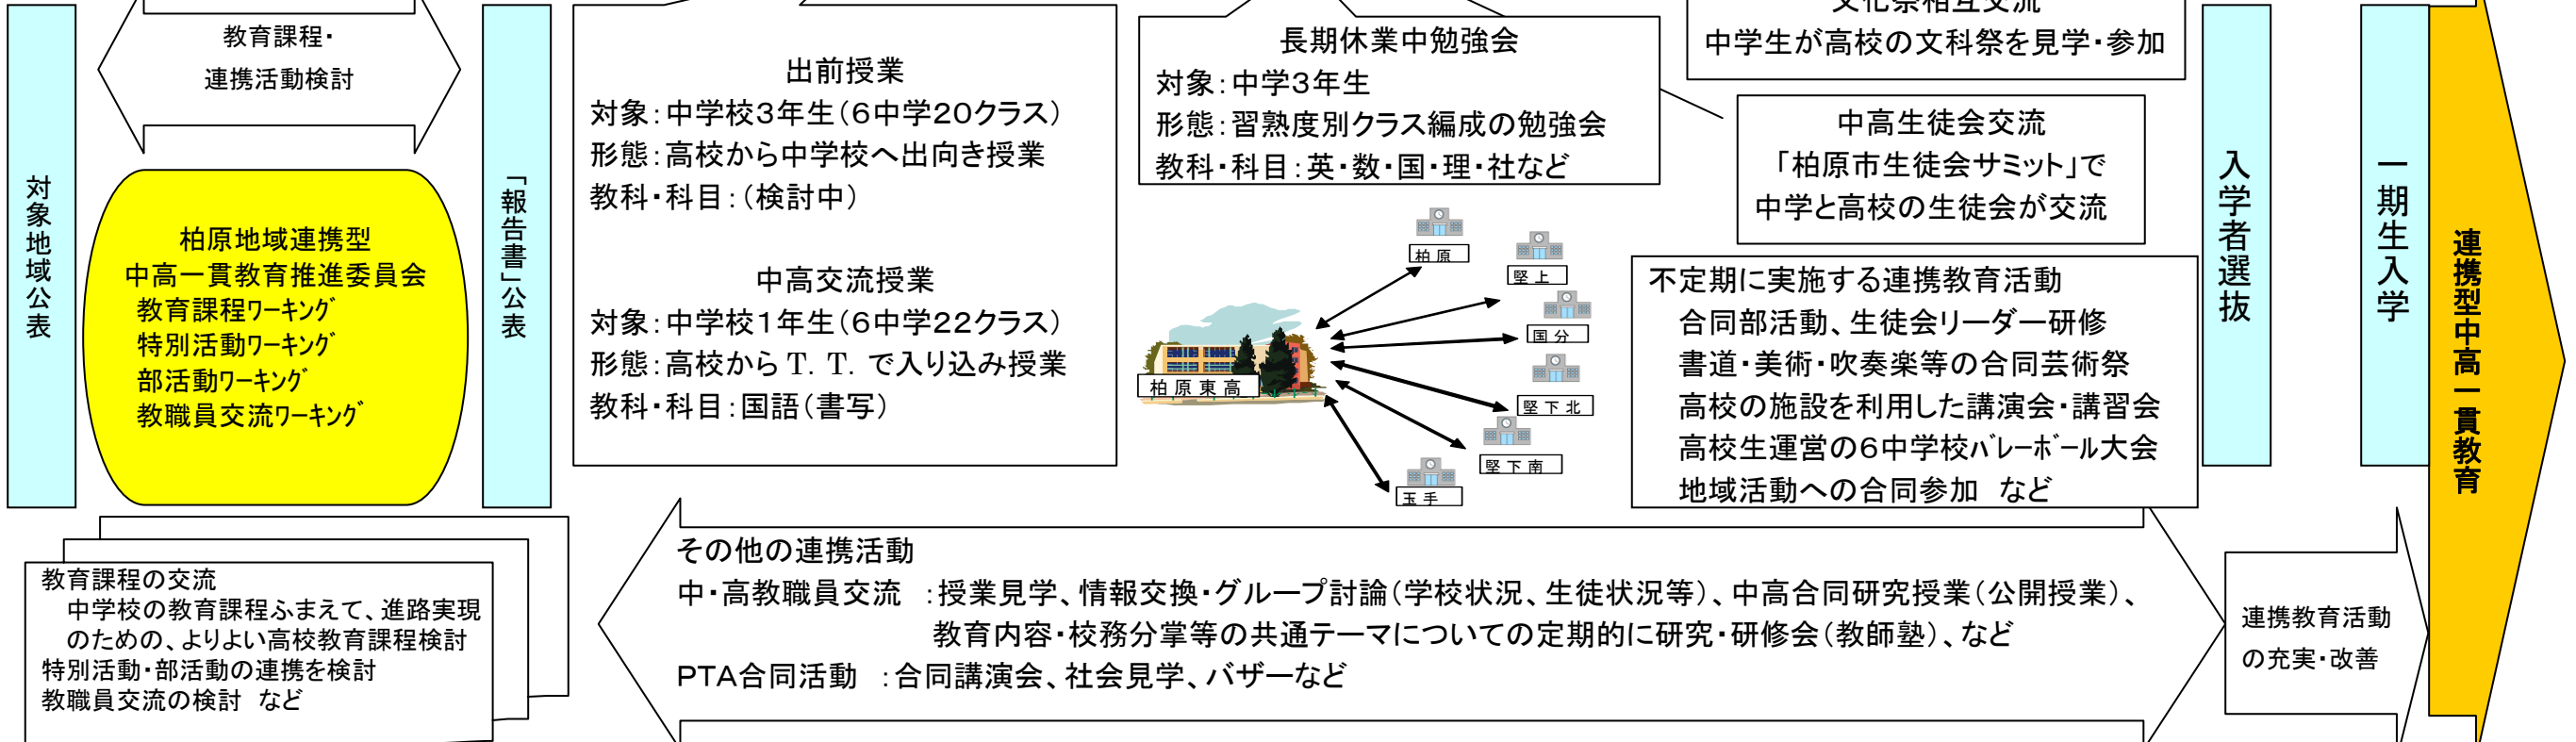 対象地域公表
教育課程・
連携活動検討
柏原地域連携型
中高一貫教育推進委員会
教育課程ワーキング
特別活動ワーキング
部活動ワーキング
教職員交流ワーキング
「報告書」公表
出前授業
対象：中学校3年生（6中学20クラス）
形態：高校から中学校へ出向き授業
教科・科目：（検討中）
中高交流授業
対象：中学校1年生（6中学22クラス）
形態：高校からT. T. で入り込み授業
教科・科目：国語（書写）
長期休業中勉強会
対象：中学3年生
形態：習熟度別クラス編成の勉強会
教科・科目：英・数・国・理・社など
文化祭相互交流
中学生が高校の文科祭を見学・参加
中高生徒会交流
「柏原市生徒会サミット」で
中学と高校の生徒会が交流
柏原東高
柏原
堅上
国分
堅下北
堅下南
玉手
不定期に実施する連携教育活動
合同部活動、生徒会リーダー研修
書道・美術・吹奏楽等の合同芸術祭
高校の施設を利用した講演会・講習会
高校生運営の6中学校バレーボール大会
地域活動への合同参加 など
入学者選抜
一期生入学
連携型中高一貫教育
教育課程の交流
中学校の教育課程ふまえて、進路実現
のための、よりよい高校教育課程検討
特別活動・部活動の連携を検討
教職員交流の検討 など
その他の連携活動
中・高教職員交流 ：授業見学、情報交換・グループ討論（学校状況、生徒状況等）、中高合同研究授業（公開授業）、
教育内容・校務分掌等の共通テーマについての定期的に研究・研修会（教師塾）、など
PTA合同活動 ：合同講演会、社会見学、バザーなど
連携教育活動
の充実・改善